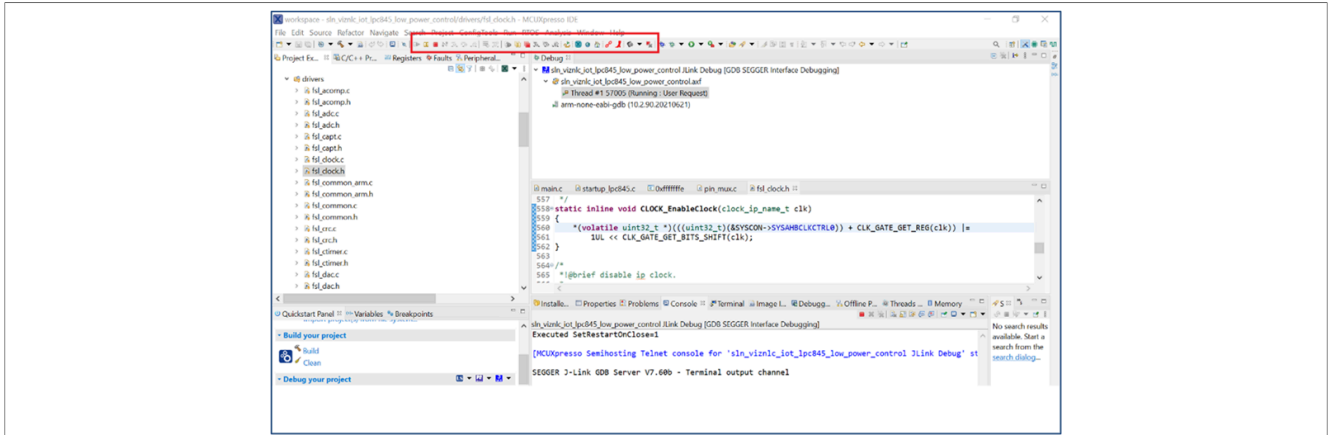 workspace - sln_viznlc_iot_lpc845_low_power_control/drivers/fsl_clock.h - MCUXpresso IDE
File Edit Source Refactor Navigate Search Project ConfigTools Run RTOS Analysis Window Help
Project Ex... C/C++ Pr... Registers Faults Peripheral...
drivers
fsl_acomp.c
fsl_acomp.h
fsl_adc.c
fsl_adc.h
fsl_capt.c
fsl_capt.h
fsl_clock.c
fsl_clock.h
fsl_common_arm.c
fsl_common_arm.h
fsl_common.c
fsl_common.h
fsl_crc.c
fsl_crc.h
fsl_ctimer.c
fsl_ctimer.h
fsl_dac.c
fsl_dac.h
Quickstart Panel Variables Breakpoints
Build your project
Build
Clean
Debug your project
Debug
sln_viznlc_iot_lpc845_low_power_control JLink Debug [GDB SEGGER Interface Debugging]
sln_viznlc_iot_lpc845_low_power_control.axf
Thread #1 57005 (Running : User Request)
arm-none-eabi-gdb (10.2.90.20210621)
main.c startup_lpc845.c 0xfffffffe pin_mux.c fsl_clock.h
557 */
558 static inline void CLOCK_EnableClock(clock_ip_name_t clk)
559 {
560 *(volatile uint32_t *)(((uint32_t)(&SYSCON->SYSAHBCLKCTRL0)) + CLK_GATE_GET_REG(clk)) |=
561 1UL << CLK_GATE_GET_BITS_SHIFT(clk);
562 }
563
564 /*
565 *!@brief disable ip clock.
Installe... Properties Problems Console Terminal Image I... Debugg... Offline P... Threads ... Memory
sln_viznlc_iot_lpc845_low_power_control JLink Debug [GDB SEGGER Interface Debugging]
Executed SetRestartOnClose=1
[MCUXpresso Semihosting Telnet console for 'sln_viznlc_iot_lpc845_low_power_control JLink Debug' st
SEGGER J-Link GDB Server V7.60b - Terminal output channel
No search results
available. Start a
search from the
search dialog...